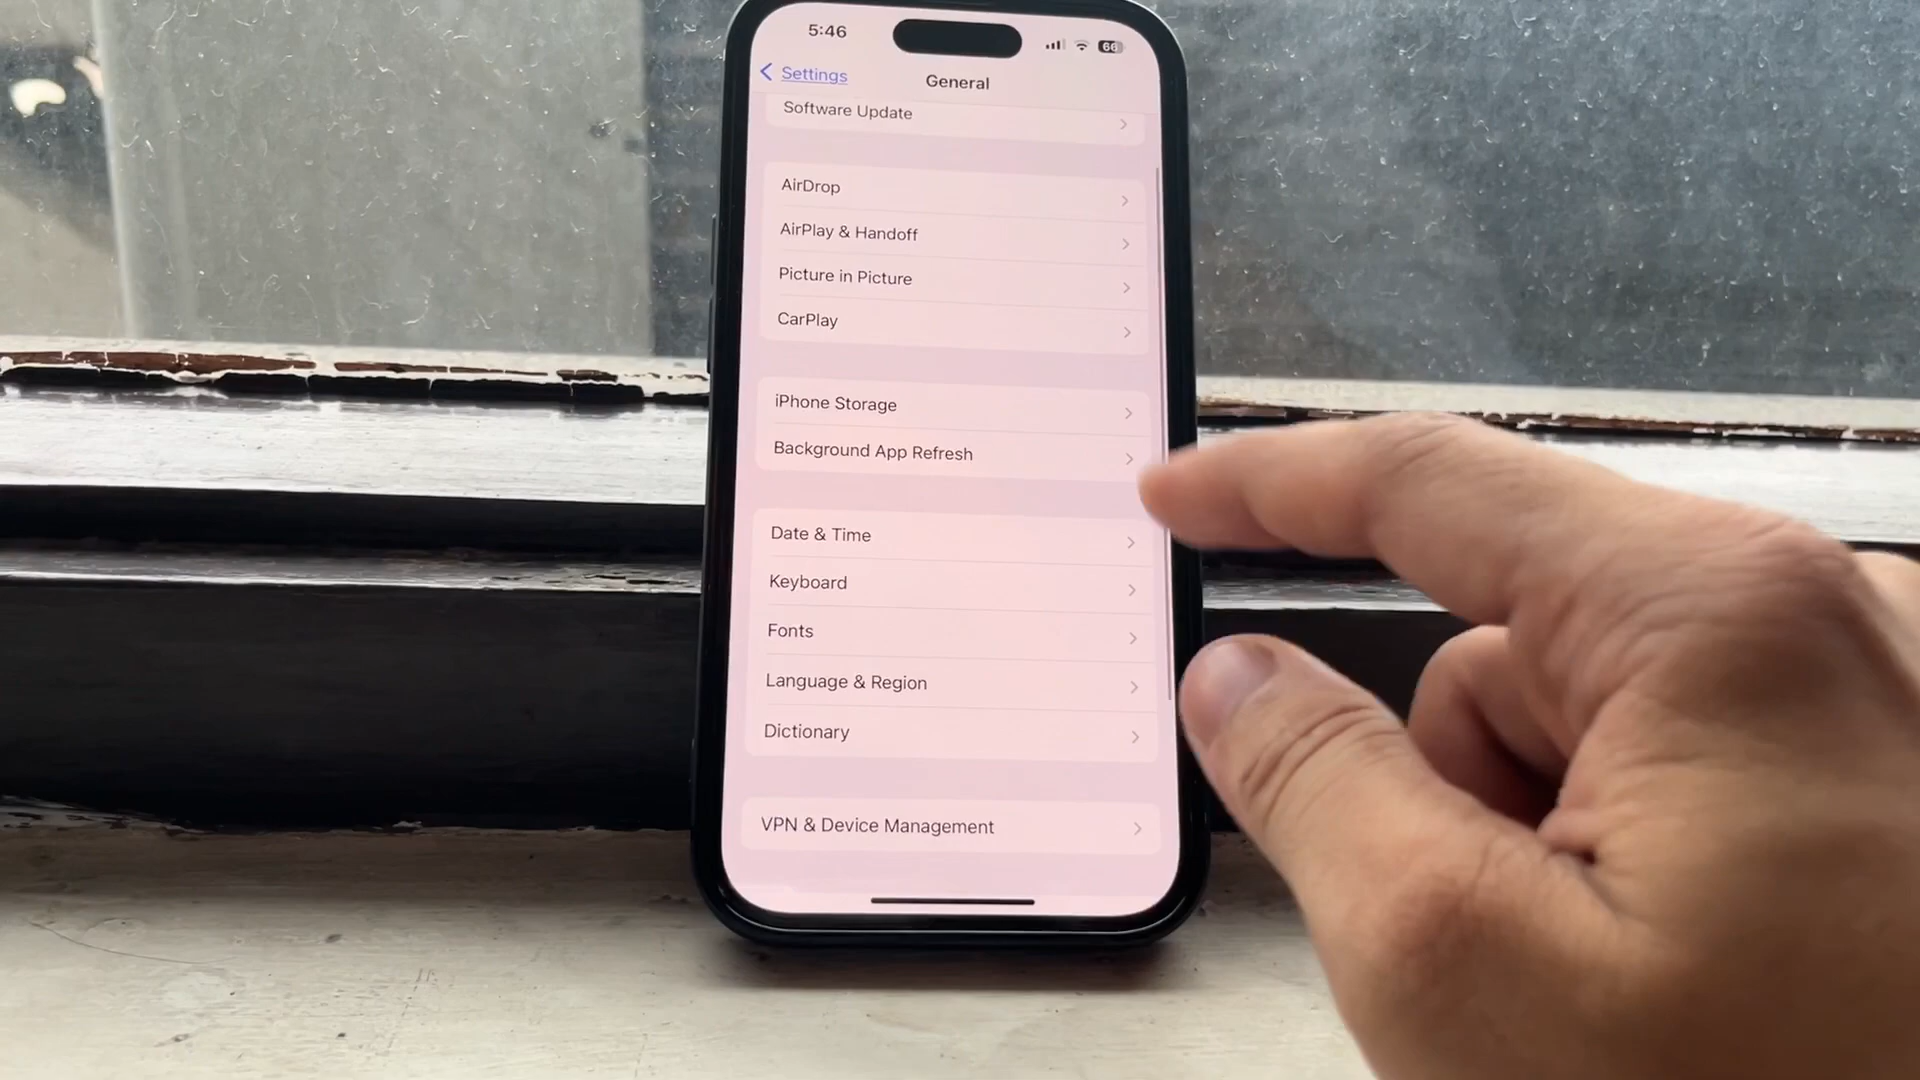 5:46
66
Settings
General
Software Update
AirDrop
AirPlay & Handoff
Picture in Picture
CarPlay
iPhone Storage
Background App Refresh
Date & Time
Keyboard
Fonts
Language & Region
Dictionary
VPN & Device Management